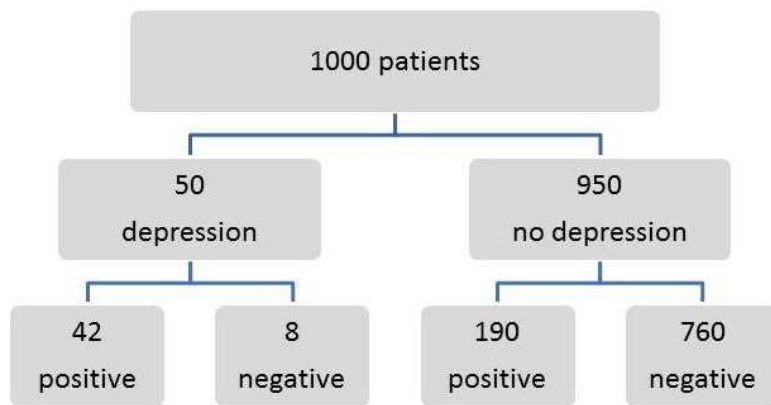 1000 patients
50
depression
950
no depression
42
positive
8
negative
190
positive
760
negative